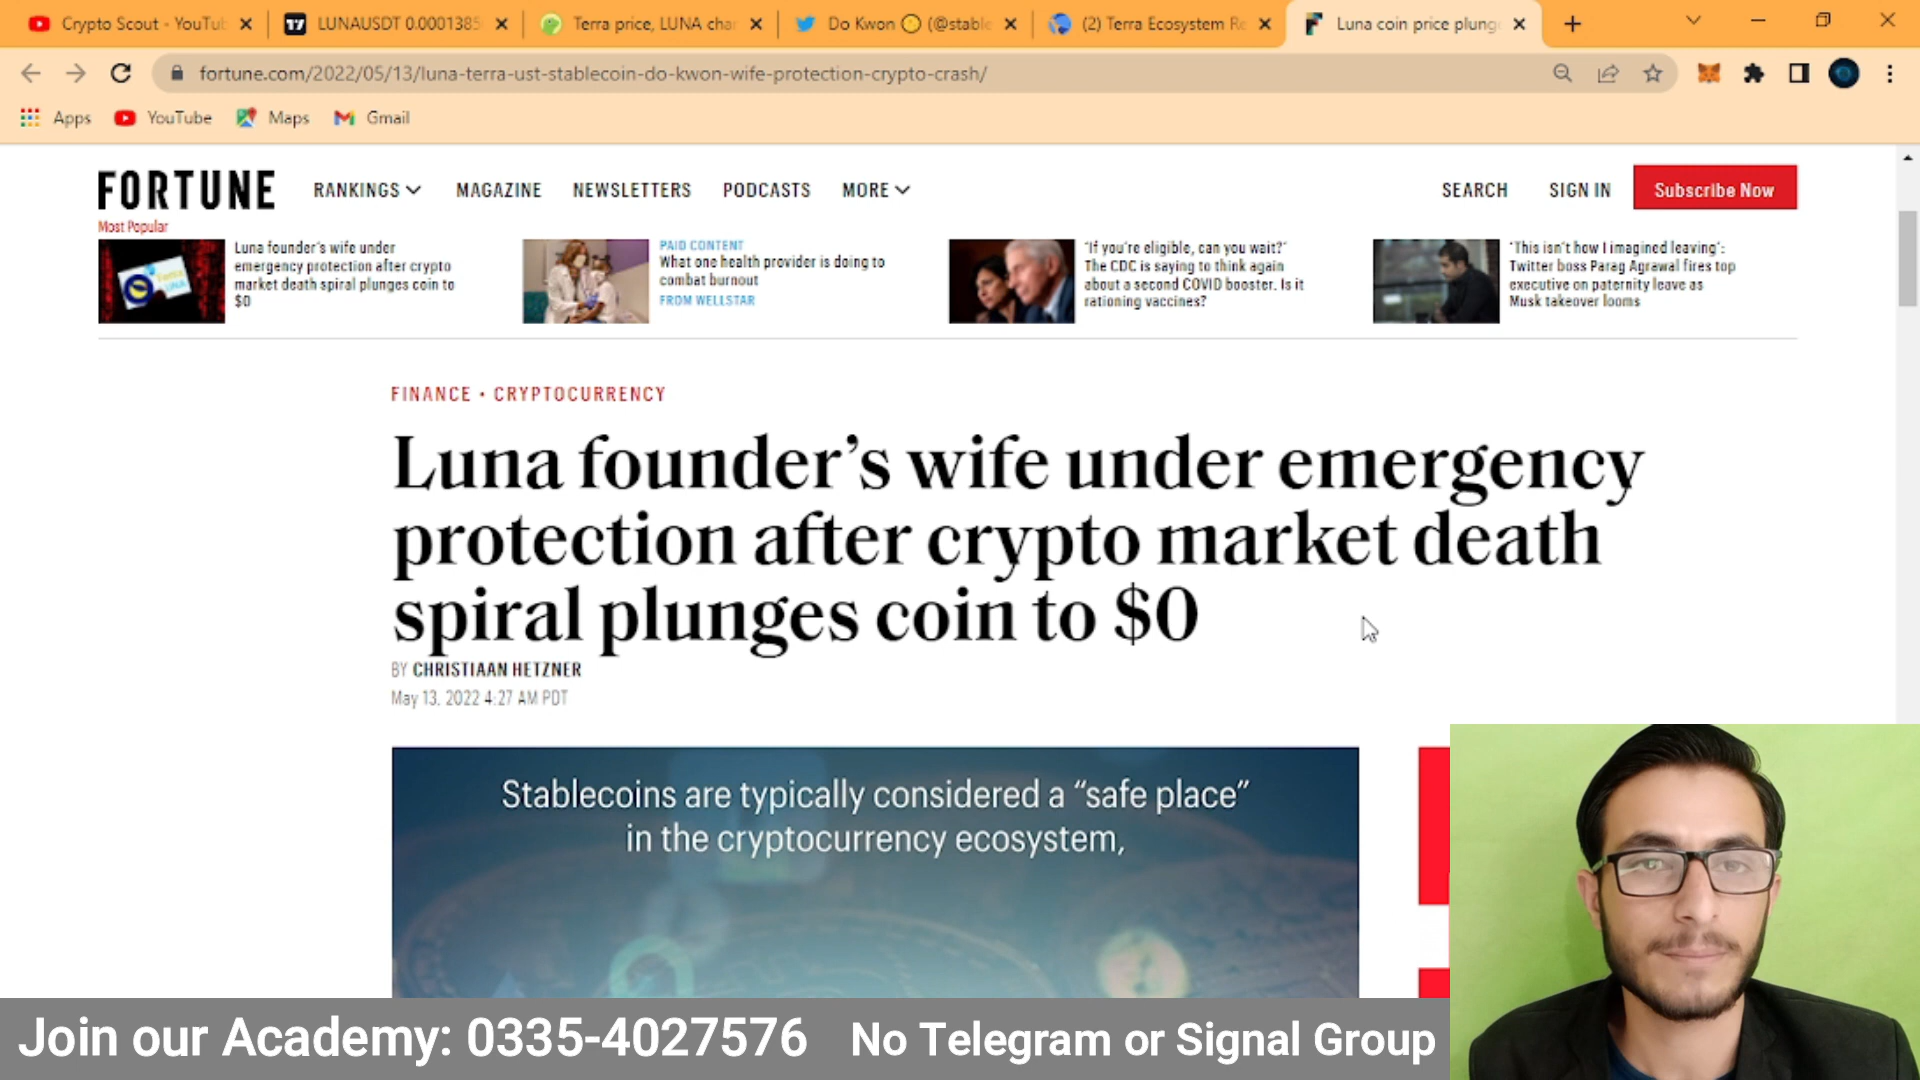 Crypto Scout - YouTub
LUNAUSDT 0.0001385
Terra price, LUNA char
Do Kwon (@stable
(2) Terra Ecosystem Re
Luna coin price plung
fortune.com/2022/05/13/luna-terra-ust-stablecoin-do-kwon-wife-protection-crypto-crash/
Apps YouTube Maps Gmail
FORTUNE RANKINGS MAGAZINE NEWSLETTERS PODCASTS MORE SEARCH SIGN IN Subscribe Now
Most Popular
Luna founder's wife under
emergency protection after crypto
market death spiral plunges coin to
$0
PAID CONTENT
What one health provider is doing to
combat burnout
FROM WELLSTAR
'If you're eligible, can you wait?'
The CDC is saying to think again
about a second COVID booster. Is it
rationing vaccines?
'This isn't how I imagined leaving':
Twitter boss Parag Agrawal fires top
executive on paternity leave as
Musk takeover looms
FINANCE • CRYPTOCURRENCY
Luna founder’s wife under emergency
protection after crypto market death
spiral plunges coin to $0
BY CHRISTIAAN HETZNER
May 13, 2022 4:27 AM PDT
Stablecoins are typically considered a “safe place”
in the cryptocurrency ecosystem,
Join our Academy: 0335-4027576 No Telegram or Signal Group